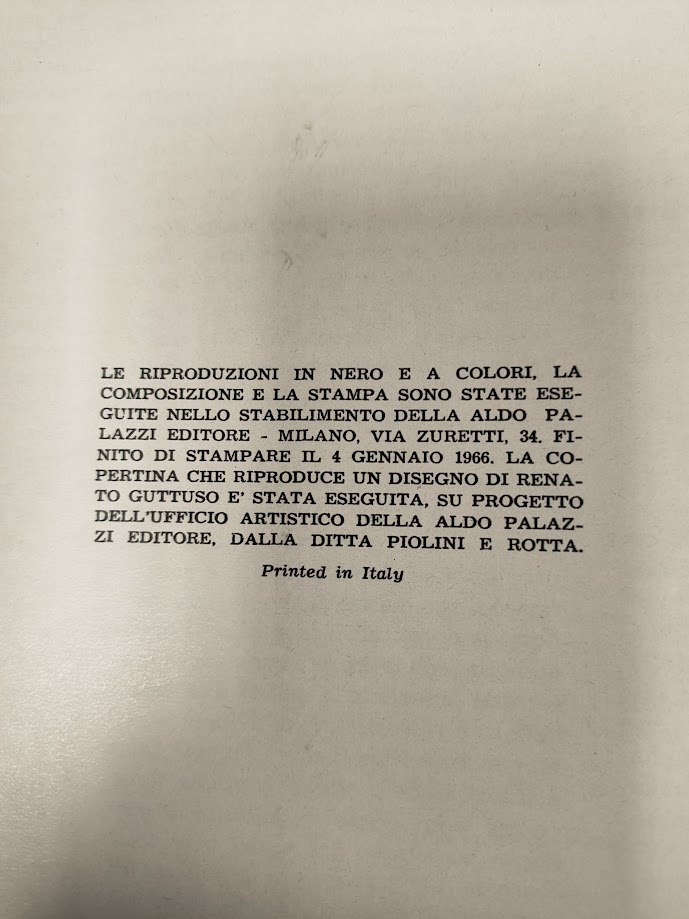 LE RIPRODUZIONI IN NERO E A COLORI, LA
COMPOSIZIONE E LA STAMPA SONO STATE ESE-
GUITE NELLO STABILIMENTO DELLA ALDO PA-
LAZZI EDITORE - MILANO, VIA ZURETTI, 34. FI-
NITO DI STAMPARE IL 4 GENNAIO 1966. LA CO-
PERTINA CHE RIPRODUCE UN DISEGNO DI RENA-
TO GUTTUSO E' STATA ESEGUITA, SU PROGETTO
DELL'UFFICIO ARTISTICO DELLA ALDO PALAZ-
ZI EDITORE, DALLA DITTA PIOLINI E ROTTA.
Printed in Italy